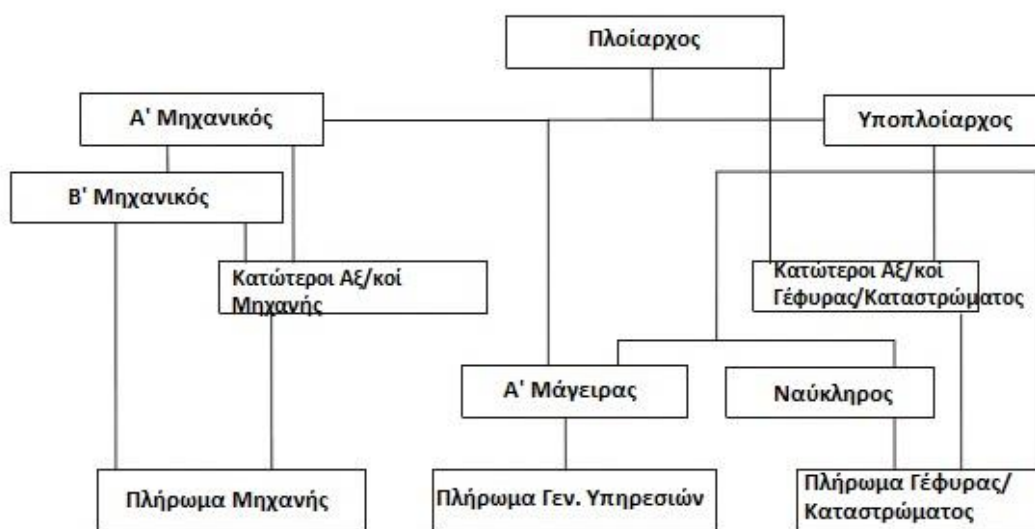 Πλοίαρχος
Α' Μηχανικός
Υποπλοίαρχος
Β' Μηχανικός
Κατώτεροι Αξ/κοί
Μηχανής
Κατώτεροι Αξ/κοί
Γέφυρας/Καταστρώματος
Α' Μάγειρας
Ναύκληρος
Πλήρωμα Μηχανής
Πλήρωμα Γεν. Υπηρεσιών
Πλήρωμα Γέφυρας/
Καταστρώματος